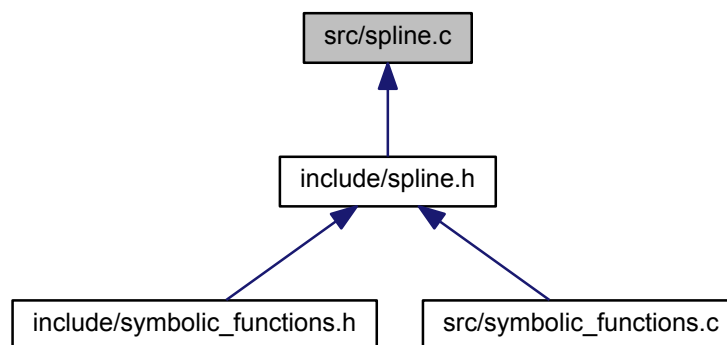 src/spline.c
include/spline.h
include/symbolic_functions.h
src/symbolic_functions.c